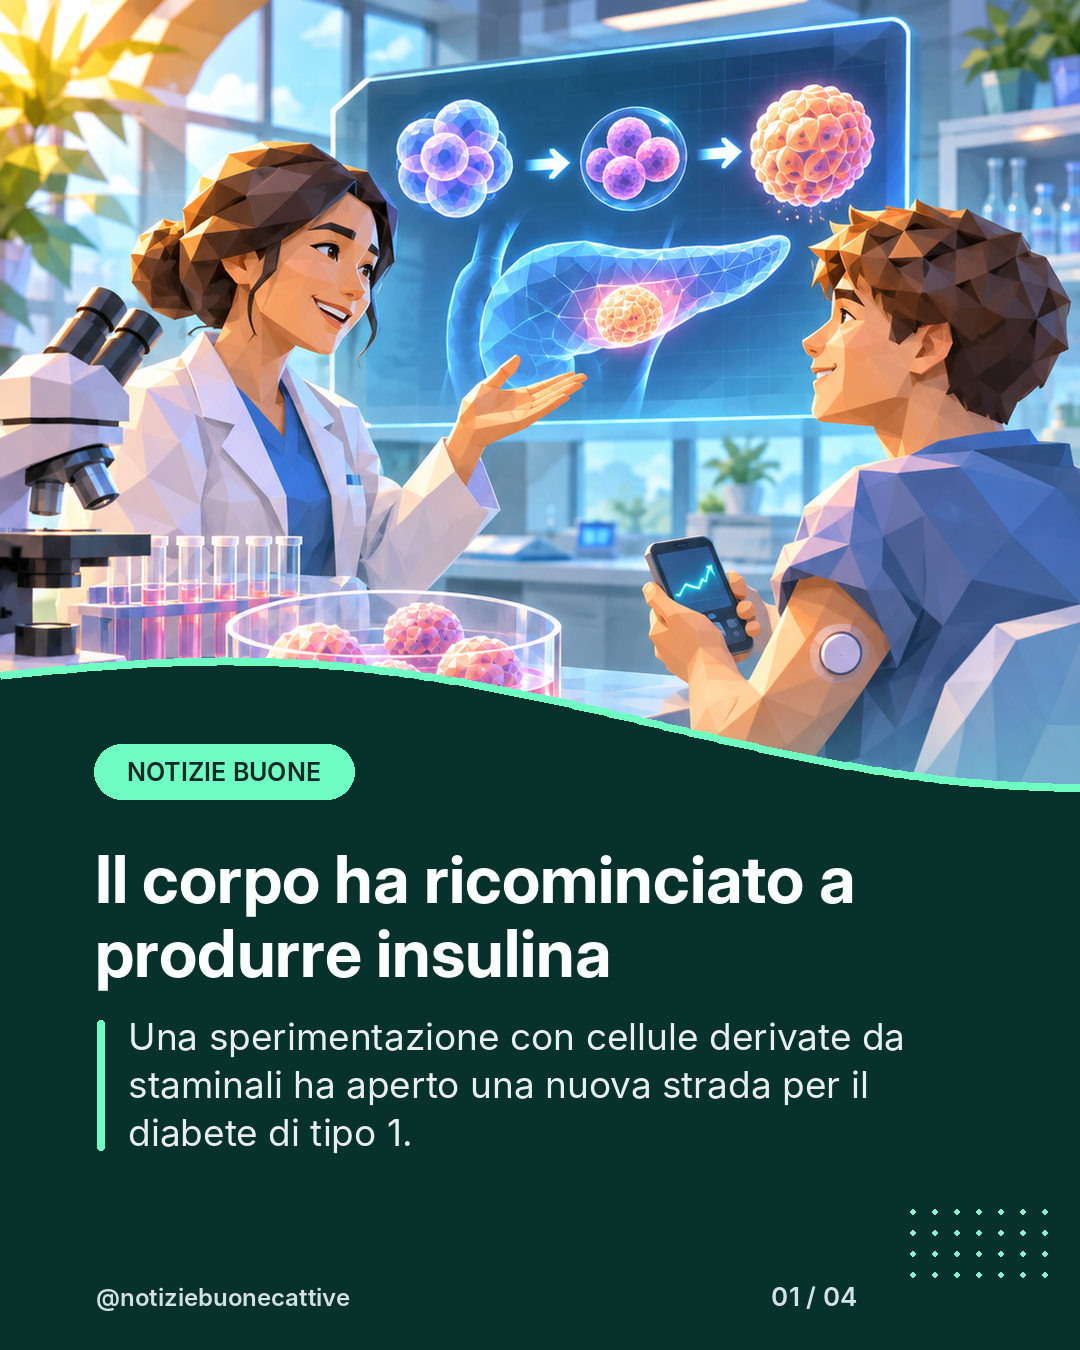 NOTIZIE BUONE
Il corpo ha ricominciato a
produrre insulina
Una sperimentazione con cellule derivate da
staminali ha aperto una nuova strada per il
diabete di tipo 1.
@notiziebuonecattive
01 / 04